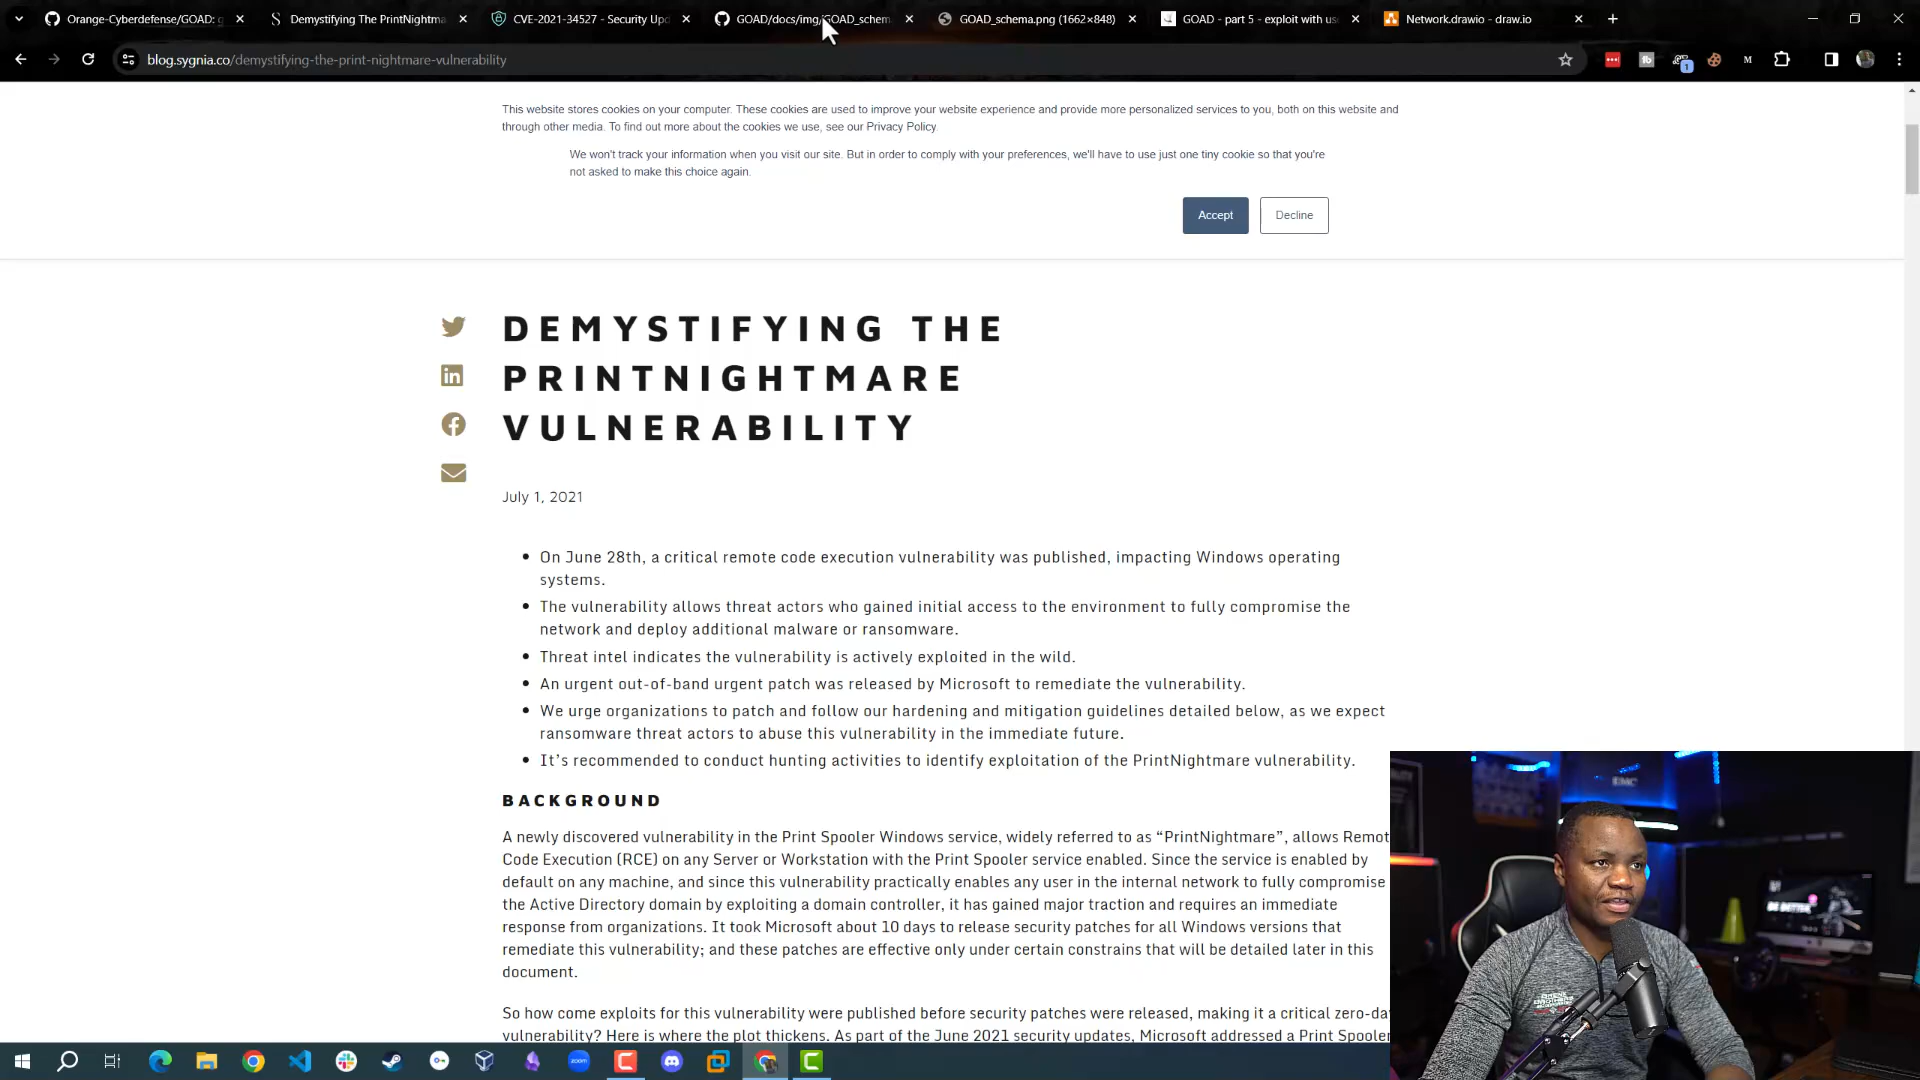 Orange-Cyberdefense/GOAD: g
Demystifying The PrintNightma
CVE-2021-34527 - Security Up
GOAD/docs/img/GOAD_schem
GOAD_schema.png (1662×848)
GOAD - part 5 - exploit with us
Network.drawio - draw.io
blog.sygnia.co/demystifying-the-print-nightmare-vulnerability
This website stores cookies on your computer. These cookies are used to improve your website experience and provide more personalized services to you, both on this website and
through other media. To find out more about the cookies we use, see our Privacy Policy.
We won't track your information when you visit our site. But in order to comply with your preferences, we'll have to use just one tiny cookie so that you're
not asked to make this choice again.
Accept
Decline
DEMYSTIFYING THE
PRINTNIGHTMARE
VULNERABILITY
July 1, 2021
On June 28th, a critical remote code execution vulnerability was published, impacting Windows operating
systems.
The vulnerability allows threat actors who gained initial access to the environment to fully compromise the
network and deploy additional malware or ransomware.
Threat intel indicates the vulnerability is actively exploited in the wild.
An urgent out-of-band urgent patch was released by Microsoft to remediate the vulnerability.
We urge organizations to patch and follow our hardening and mitigation guidelines detailed below, as we expect
ransomware threat actors to abuse this vulnerability in the immediate future.
It's recommended to conduct hunting activities to identify exploitation of the PrintNightmare vulnerability.
BACKGROUND
A newly discovered vulnerability in the Print Spooler Windows service, widely referred to as “PrintNightmare”, allows Remot
Code Execution (RCE) on any Server or Workstation with the Print Spooler service enabled. Since the service is enabled by
default on any machine, and since this vulnerability practically enables any user in the internal network to fully compromise
the Active Directory domain by exploiting a domain controller, it has gained major traction and requires an immediate
response from organizations. It took Microsoft about 10 days to release security patches for all Windows versions that
remediate this vulnerability; and these patches are effective only under certain constrains that will be detailed later in this
document.
So how come exploits for this vulnerability were published before security patches were released, making it a critical zero-da
vulnerability? Here is where the plot thickens. As part of the June 2021 security updates, Microsoft addressed a Print Spooler